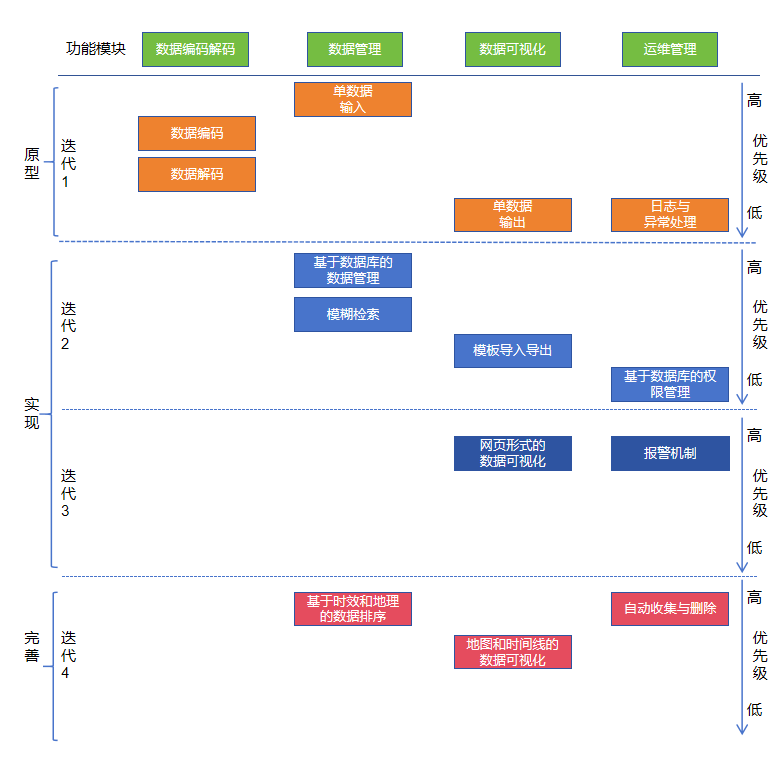 功能模块
数据编码解码
数据管理
数据可视化
运维管理
原型
迭代1
单数据
输入
数据编码
数据解码
单数据
输出
日志与
异常处理
高
优先级
低
实现
迭代2
基于数据库的
数据管理
模糊检索
模板导入导出
基于数据库的权
限管理
高
优先级
低
迭代3
网页形式的
数据可视化
报警机制
高
优先级
低
完善
迭代4
基于时效和地理
的数据排序
自动收集与删除
地图和时间线的
数据可视化
高
优先级
低